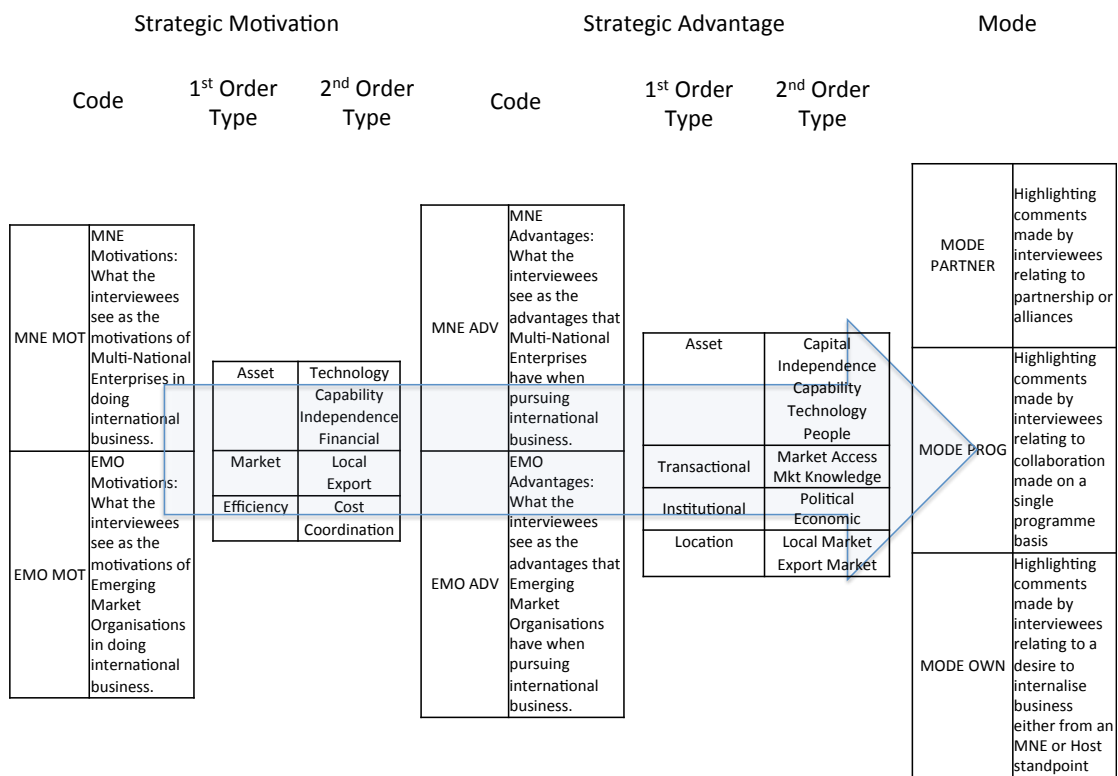 Strategic Motivation
Strategic Advantage
Mode
Code
1st Order
Type
2nd Order
Type
Code
1st Order
Type
2nd Order
Type
MNE MOT
MNE
Motivations:
What the
interviewees
see as the
motivations of
Multi-National
Enterprises in
doing
international
business.
EMO MOT
EMO
Motivations:
What the
interviewees
see as the
motivations of
Emerging
Market
Organisations
in doing
international
business.
Asset
Technology
Capability
Independence
Financial
Market
Local
Export
Efficiency
Cost
Coordination
MNE ADV
MNE
Advantages:
What the
interviewees
see as the
advantages that
Multi-National
Enterprises
have when
pursuing
international
business.
EMO ADV
EMO
Advantages:
What the
interviewees
see as the
advantages that
Emerging
Market
Organisations
have when
pursuing
international
business.
Asset
Capital
Independence
Capability
Technology
People
Transactional
Market Access
Mkt Knowledge
Institutional
Political
Economic
Location
Local Market
Export Market
MODE
PARTNER
Highlighting
comments
made by
interviewees
relating to
partnership or
alliances
MODE PROG
Highlighting
comments
made by
interviewees
relating to
collaboration
made on a
single
programme
basis
MODE OWN
Highlighting
comments
made by
interviewees
relating to a
desire to
internalise
business
either from an
MNE or Host
standpoint